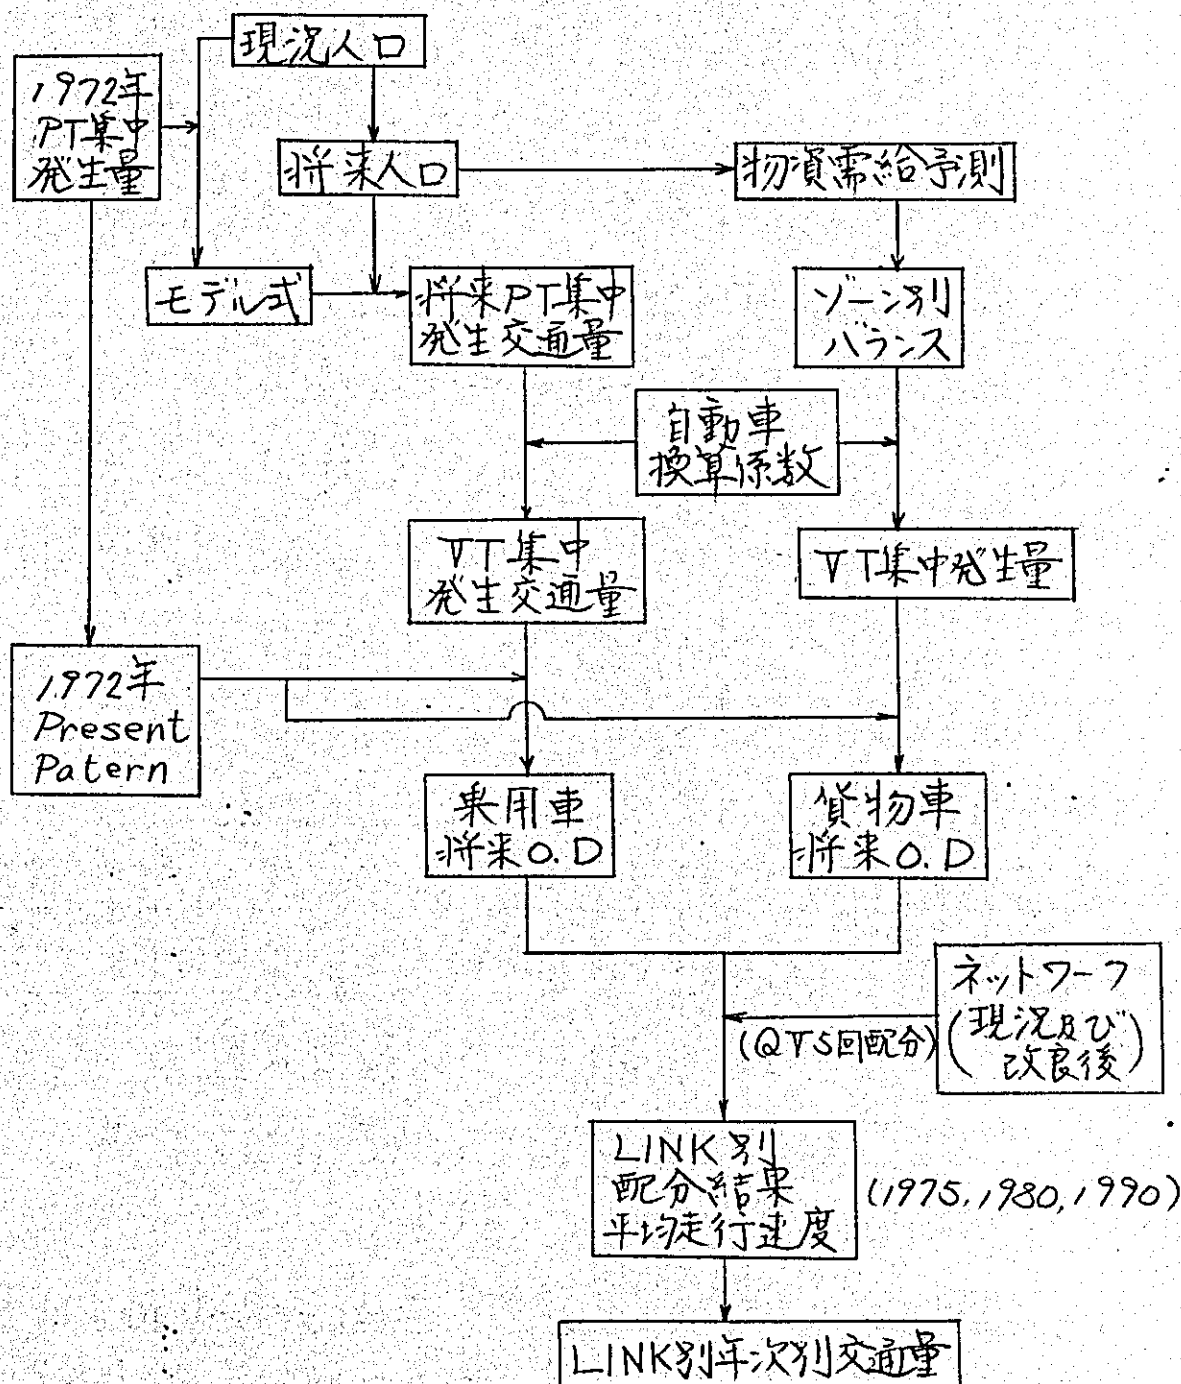 現況人口
1972年
PT集中
発生量
将来人口
物資需給予測
モデル式
将来PT集中
発生交通量
ゾーン別
バランス
自動車
換算係数
VT集中
発生交通量
VT集中発生量
1972年
Present
Patern
乗用車
将来O.D
貨物車
将来O.D
ネットワーク
(現況及び
改良後)
(QV5回配分)
LINK別
配分結果
平均走行速度
(1975,1980,1990)
LINK別年次別交通量